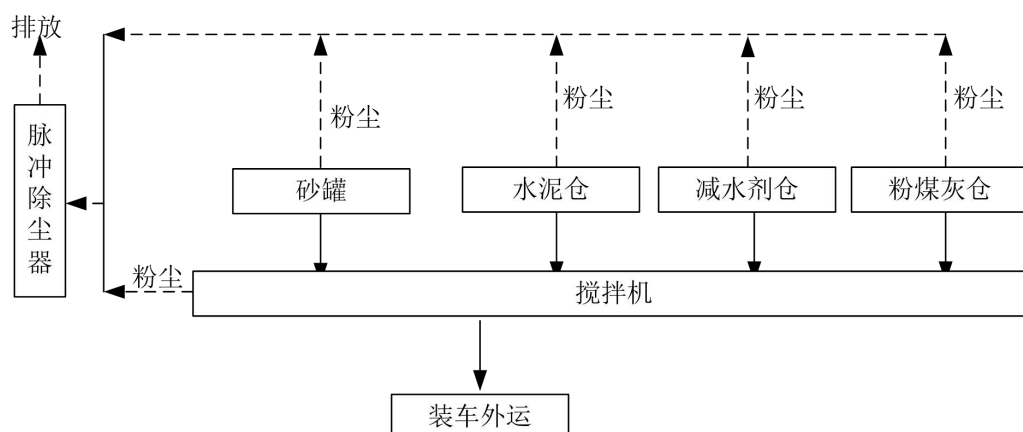 排放
粉尘
粉尘
粉尘
粉尘
脉冲除尘器
砂罐
水泥仓
减水剂仓
粉煤灰仓
粉尘
搅拌机
装车外运